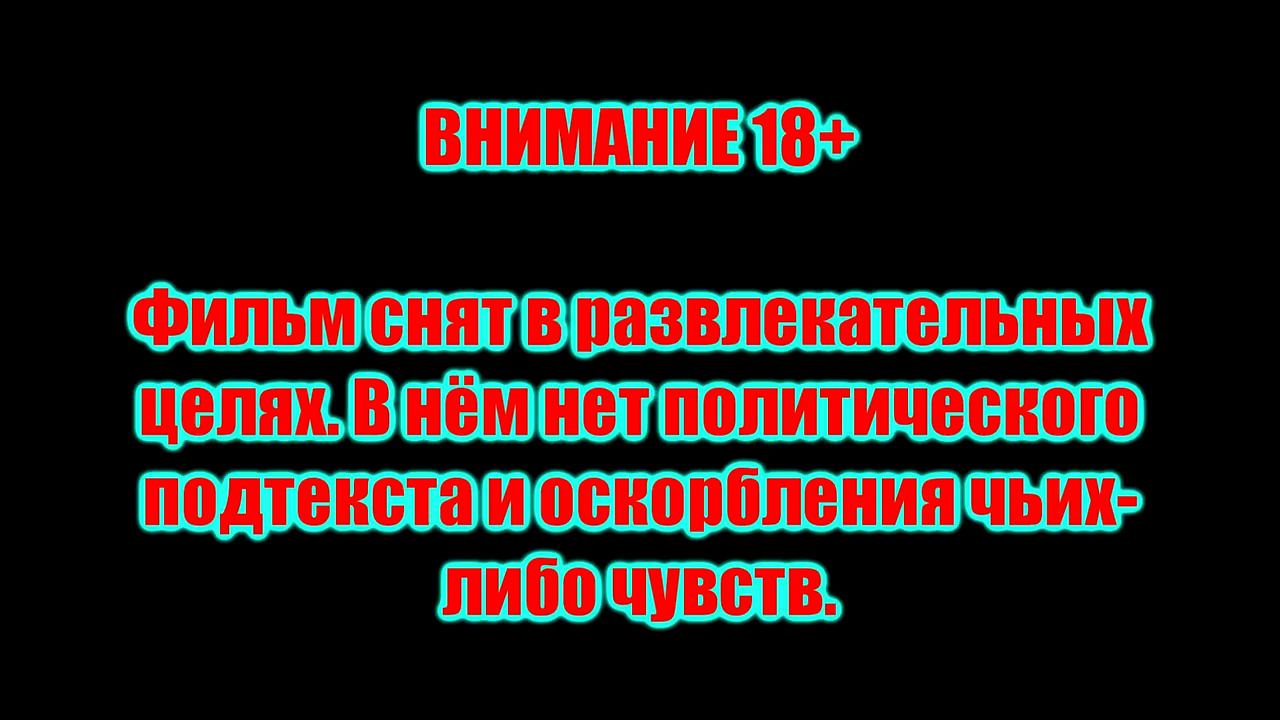 ВНИМАНИЕ 18+
Фильм снят в развлекательных
целях. В нём нет политического
подтекста и оскорбления чьих-
либо чувств.